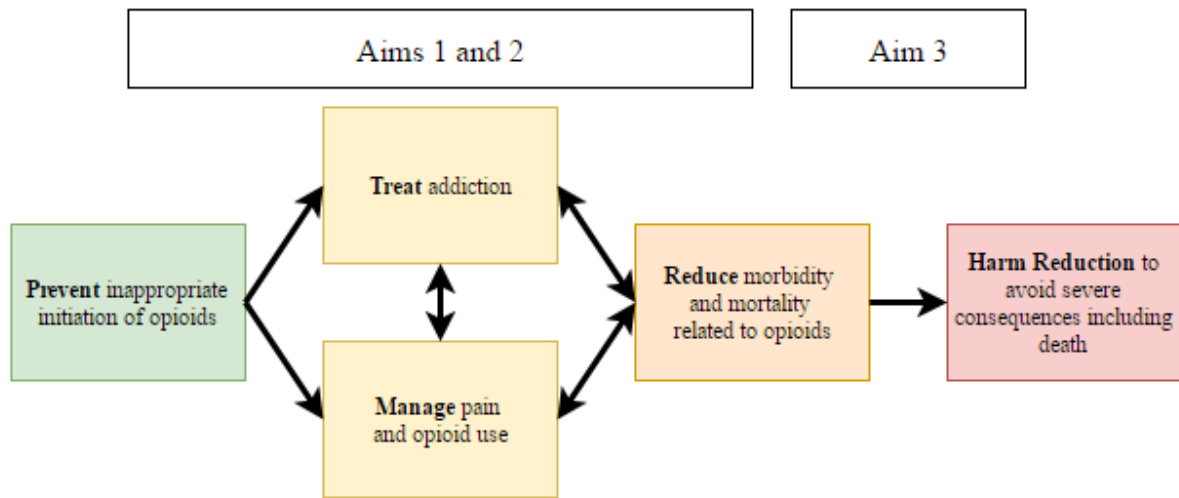 Aims 1 and 2
Aim 3
Treat addiction
Prevent inappropriate
initiation of opioids
Manage pain
and opioid use
Reduce morbidity
and mortality
related to opioids
Harm Reduction to
avoid severe
consequences including
death